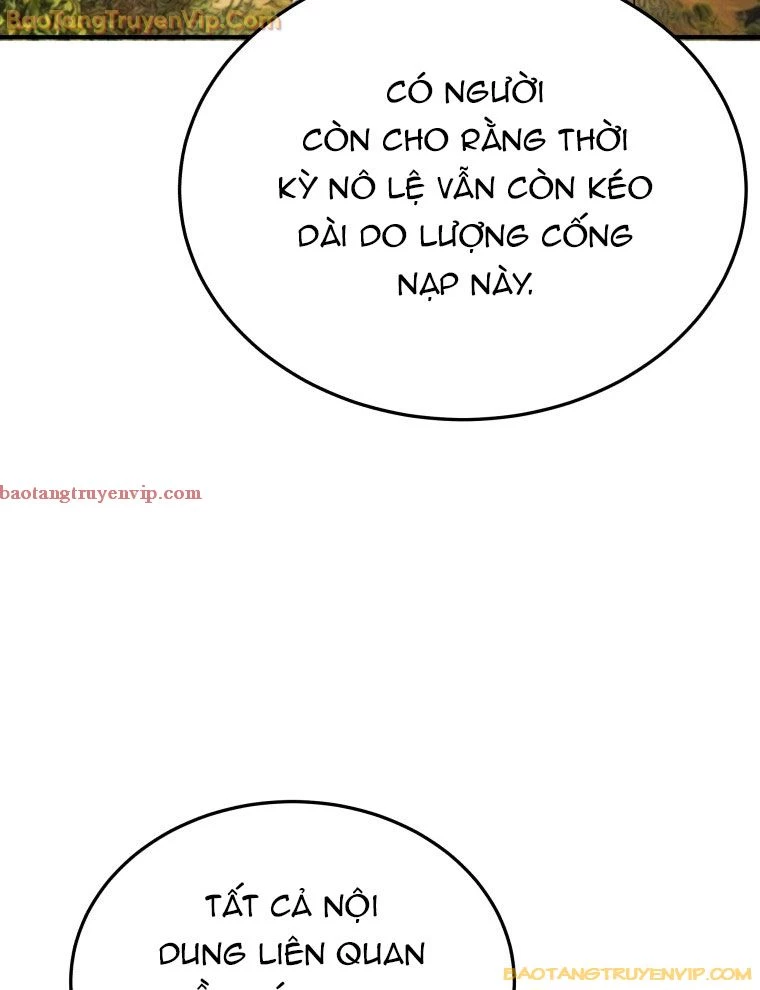 BaoTangTruyenVip.Com
CÓ NGƯỜI
CÒN CHO RẰNG THỜI
KỲ NÔ LỆ VẪN CÒN KÉO
DÀI DO LƯỢNG CỐNG
NẠP NÀY.
baotangtruyenvip.com
TẤT CẢ NỘI
DUNG LIÊN QUAN
BAOTANGTRUYENVIP.COM